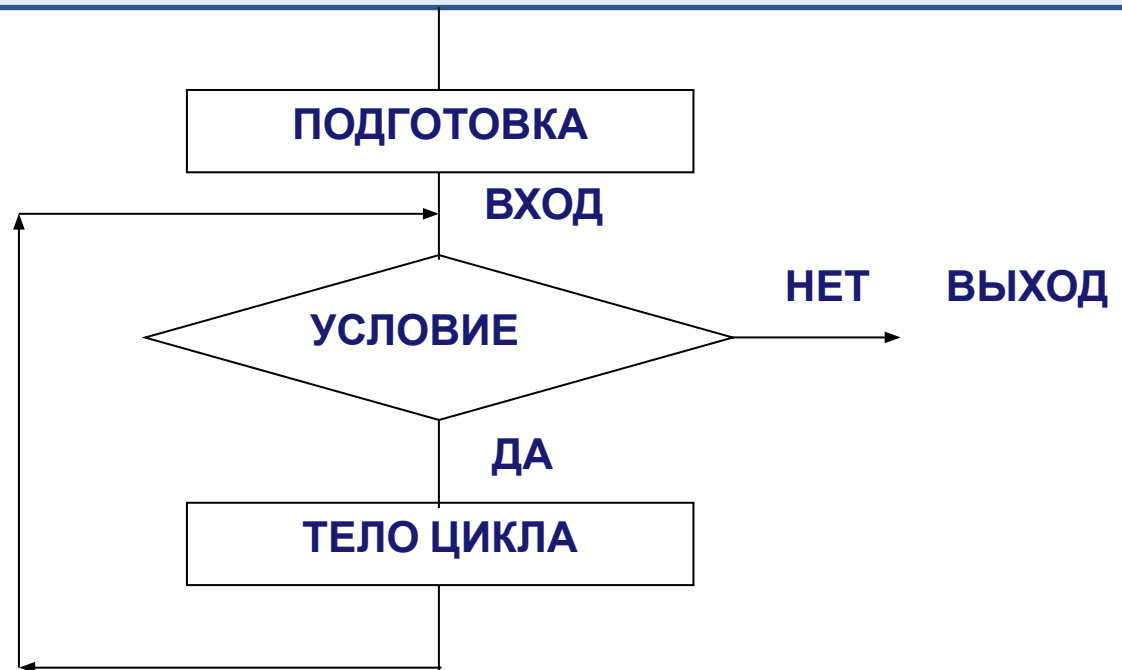 ПОДГОТОВКА
ВХОД
НЕТ ВЫХОД
УСЛОВИЕ
ДА
ТЕЛО ЦИКЛА